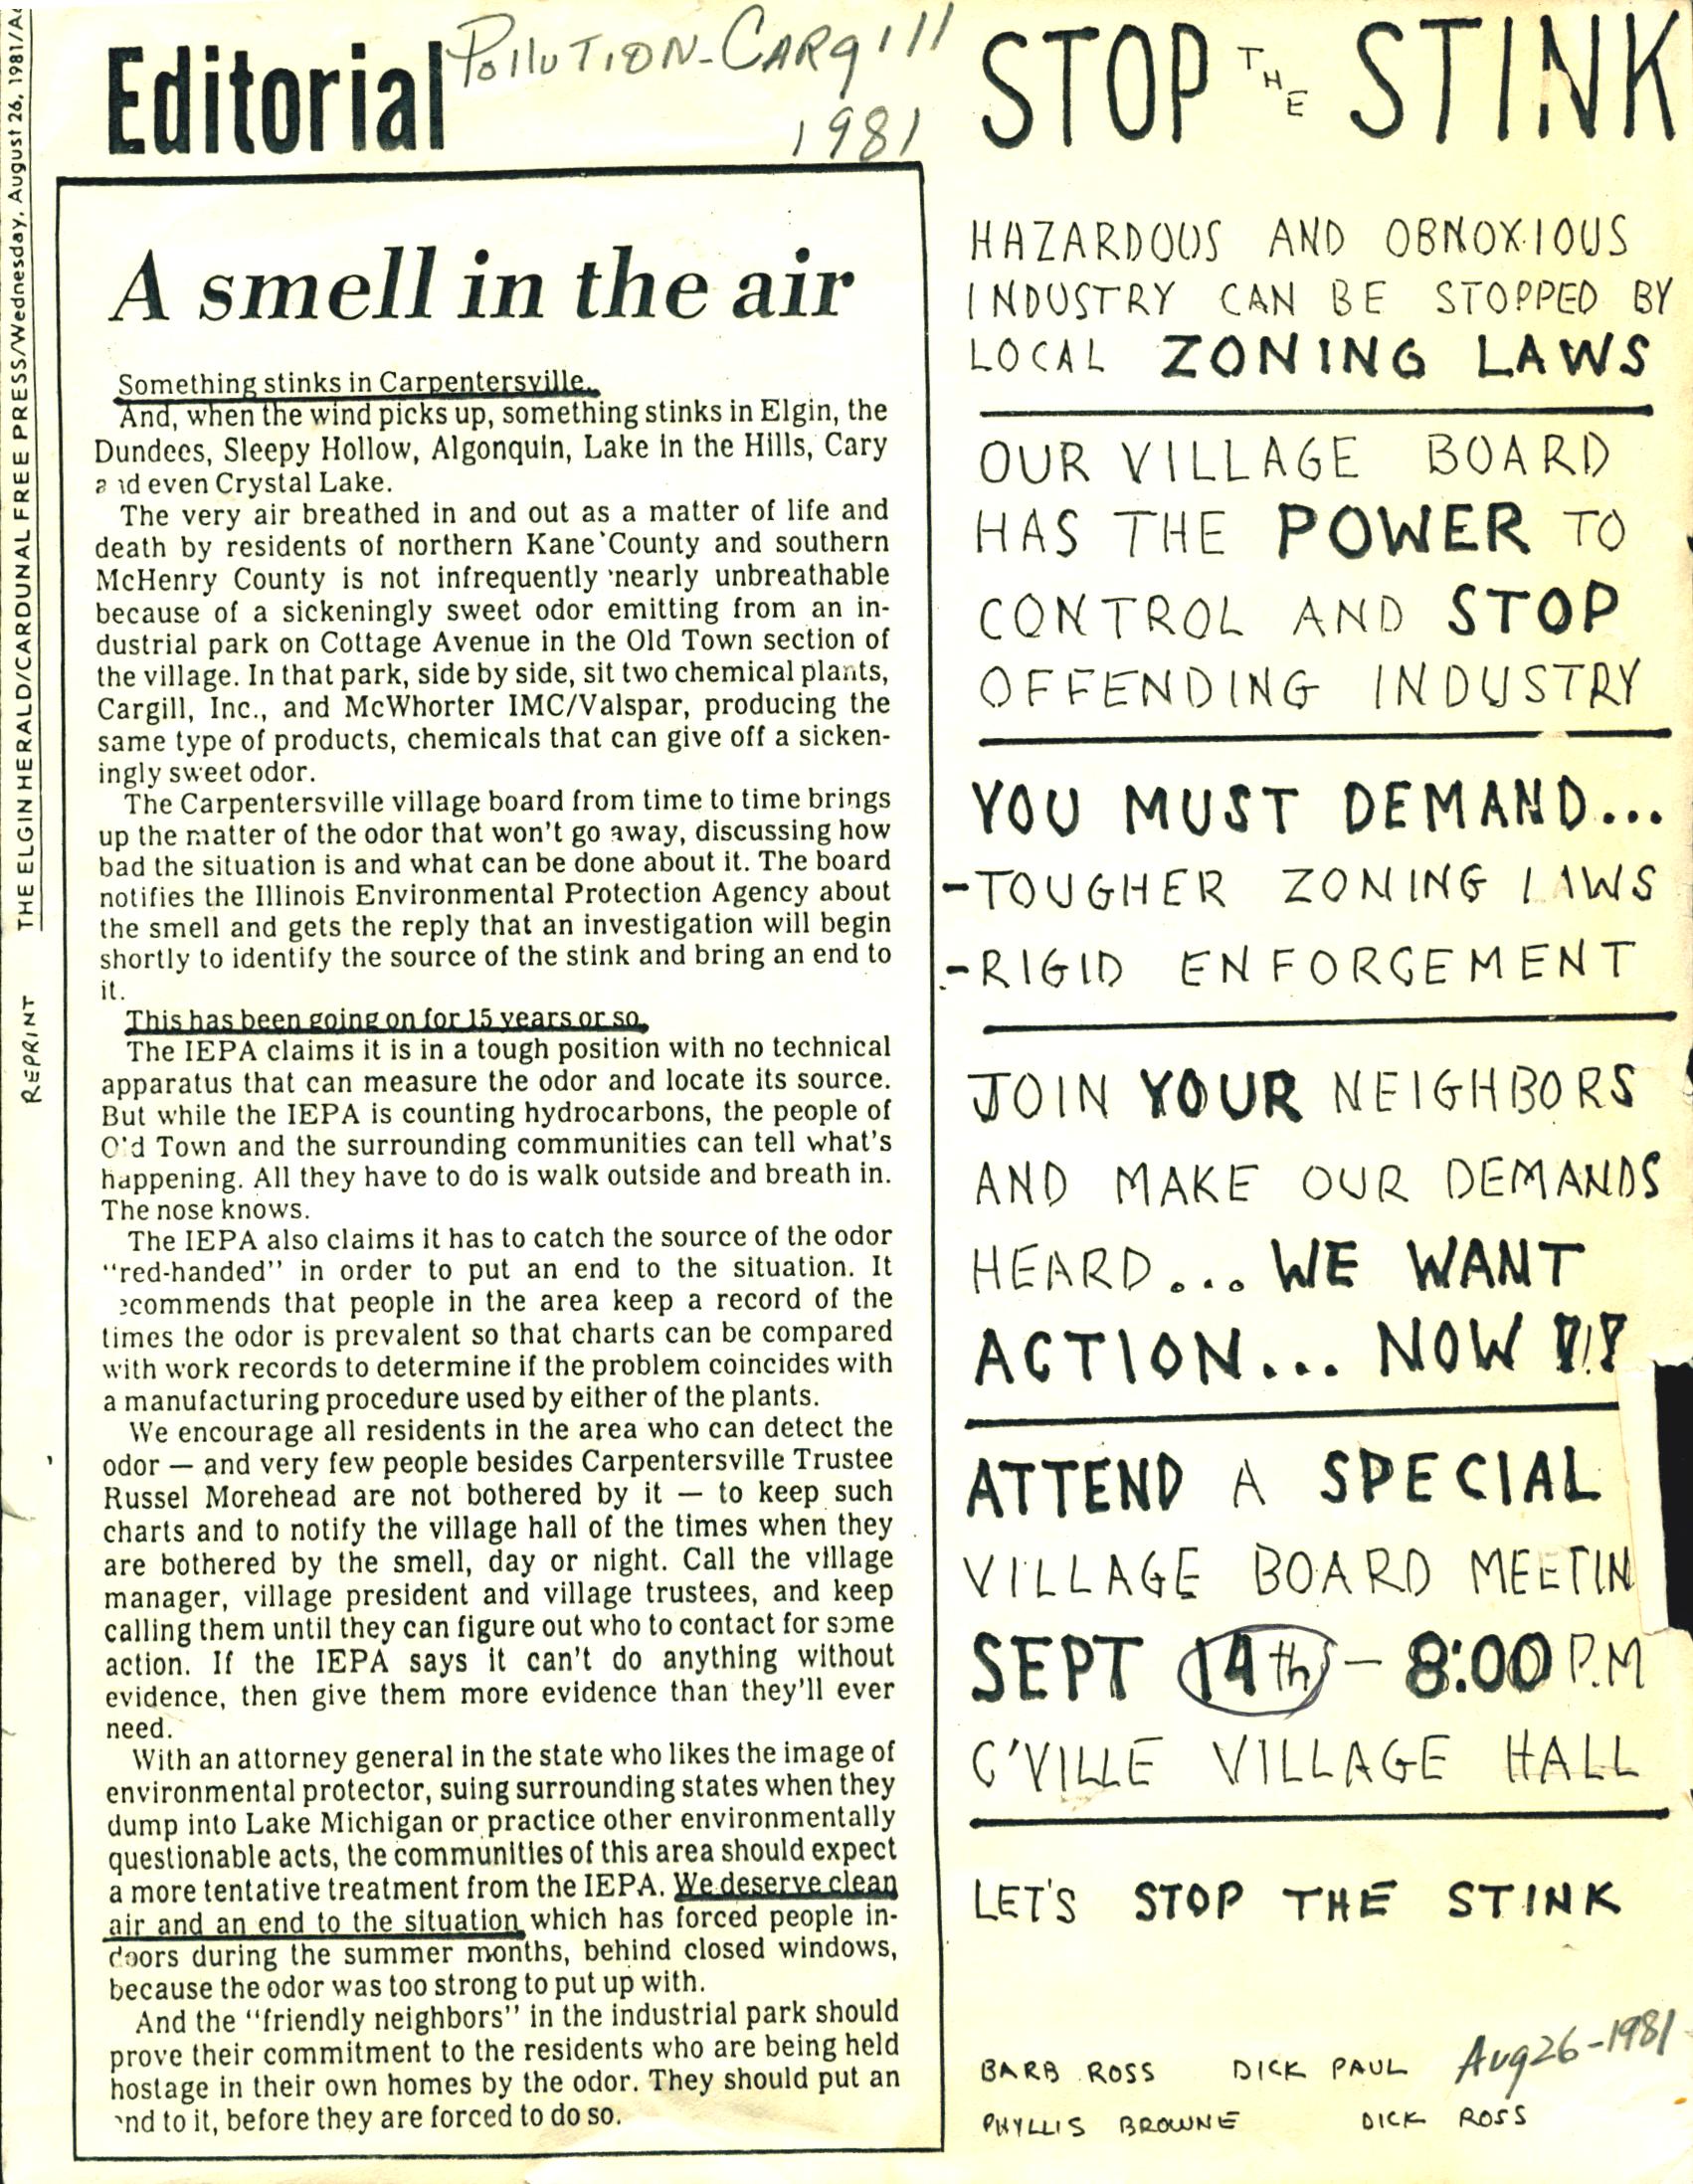 THE ELGIN HERALD/CARDUNAL FREE PRESS/Wednesday, August 26, 1981/
REPRINT
Editorial
POllUTION-CARgill
1981
A smell in the air
Something stinks in Carpentersville.
And, when the wind picks up, something stinks in Elgin, the
Dundees, Sleepy Hollow, Algonquin, Lake in the Hills, Cary
and even Crystal Lake.
The very air breathed in and out as a matter of life and
death by residents of northern Kane County and southern
McHenry County is not infrequently nearly unbreathable
because of a sickeningly sweet odor emitting from an in-
dustrial park on Cottage Avenue in the Old Town section of
the village. In that park, side by side, sit two chemical plants,
Cargill, Inc., and McWhorter IMC/Valspar, producing the
same type of products, chemicals that can give off a sicken-
ingly sweet odor.
The Carpentersville village board from time to time brings
up the matter of the odor that won't go away, discussing how
bad the situation is and what can be done about it. The board
notifies the Illinois Environmental Protection Agency about
the smell and gets the reply that an investigation will begin
shortly to identify the source of the stink and bring an end to
it.
This has been going on for 15 years or so.
The IEPA claims it is in a tough position with no technical
apparatus that can measure the odor and locate its source.
But while the IEPA is counting hydrocarbons, the people of
Old Town and the surrounding communities can tell what's
happening. All they have to do is walk outside and breath in.
The nose knows.
The IEPA also claims it has to catch the source of the odor
"red-handed" in order to put an end to the situation. It
ecommends that people in the area keep a record of the
times the odor is prevalent so that charts can be compared
with work records to determine if the problem coincides with
a manufacturing procedure used by either of the plants.
We encourage all residents in the area who can detect the
odor — and very few people besides Carpentersville Trustee
Russel Morehead are not bothered by it — to keep such
charts and to notify the village hall of the times when they
are bothered by the smell, day or night. Call the village
manager, village president and village trustees, and keep
calling them until they can figure out who to contact for some
action. If the IEPA says it can't do anything without
evidence, then give them more evidence than they'll ever
need.
With an attorney general in the state who likes the image of
environmental protector, suing surrounding states when they
dump into Lake Michigan or practice other environmentally
questionable acts, the communities of this area should expect
a more tentative treatment from the IEPA. We deserve clean
air and an end to the situation which has forced people in-
doors during the summer months, behind closed windows,
because the odor was too strong to put up with.
And the "friendly neighbors" in the industrial park should
prove their commitment to the residents who are being held
hostage in their own homes by the odor. They should put an
end to it, before they are forced to do so.
STOP THE STINK
HAZARDOUS AND OBNOXIOUS
INDUSTRY CAN BE STOPPED BY
LOCAL ZONING LAWS
OUR VILLAGE BOARD
HAS THE POWER TO
CONTROL AND STOP
OFFENDING INDUSTRY
YOU MUST DEMAND...
-TOUGHER ZONING LAWS
-RIGID ENFORCEMENT
JOIN YOUR NEIGHBORS
AND MAKE OUR DEMANDS
HEARD... WE WANT
ACTION... NOW !!!
ATTEND A SPECIAL
VILLAGE BOARD MEETIN
SEPT 14th - 8:00 P.M
C'VILLE VILLAGE HALL
LET'S STOP THE STINK
Aug 26-1981
BARB ROSS DICK PAUL
PHYLLIS BROWNE DICK ROSS